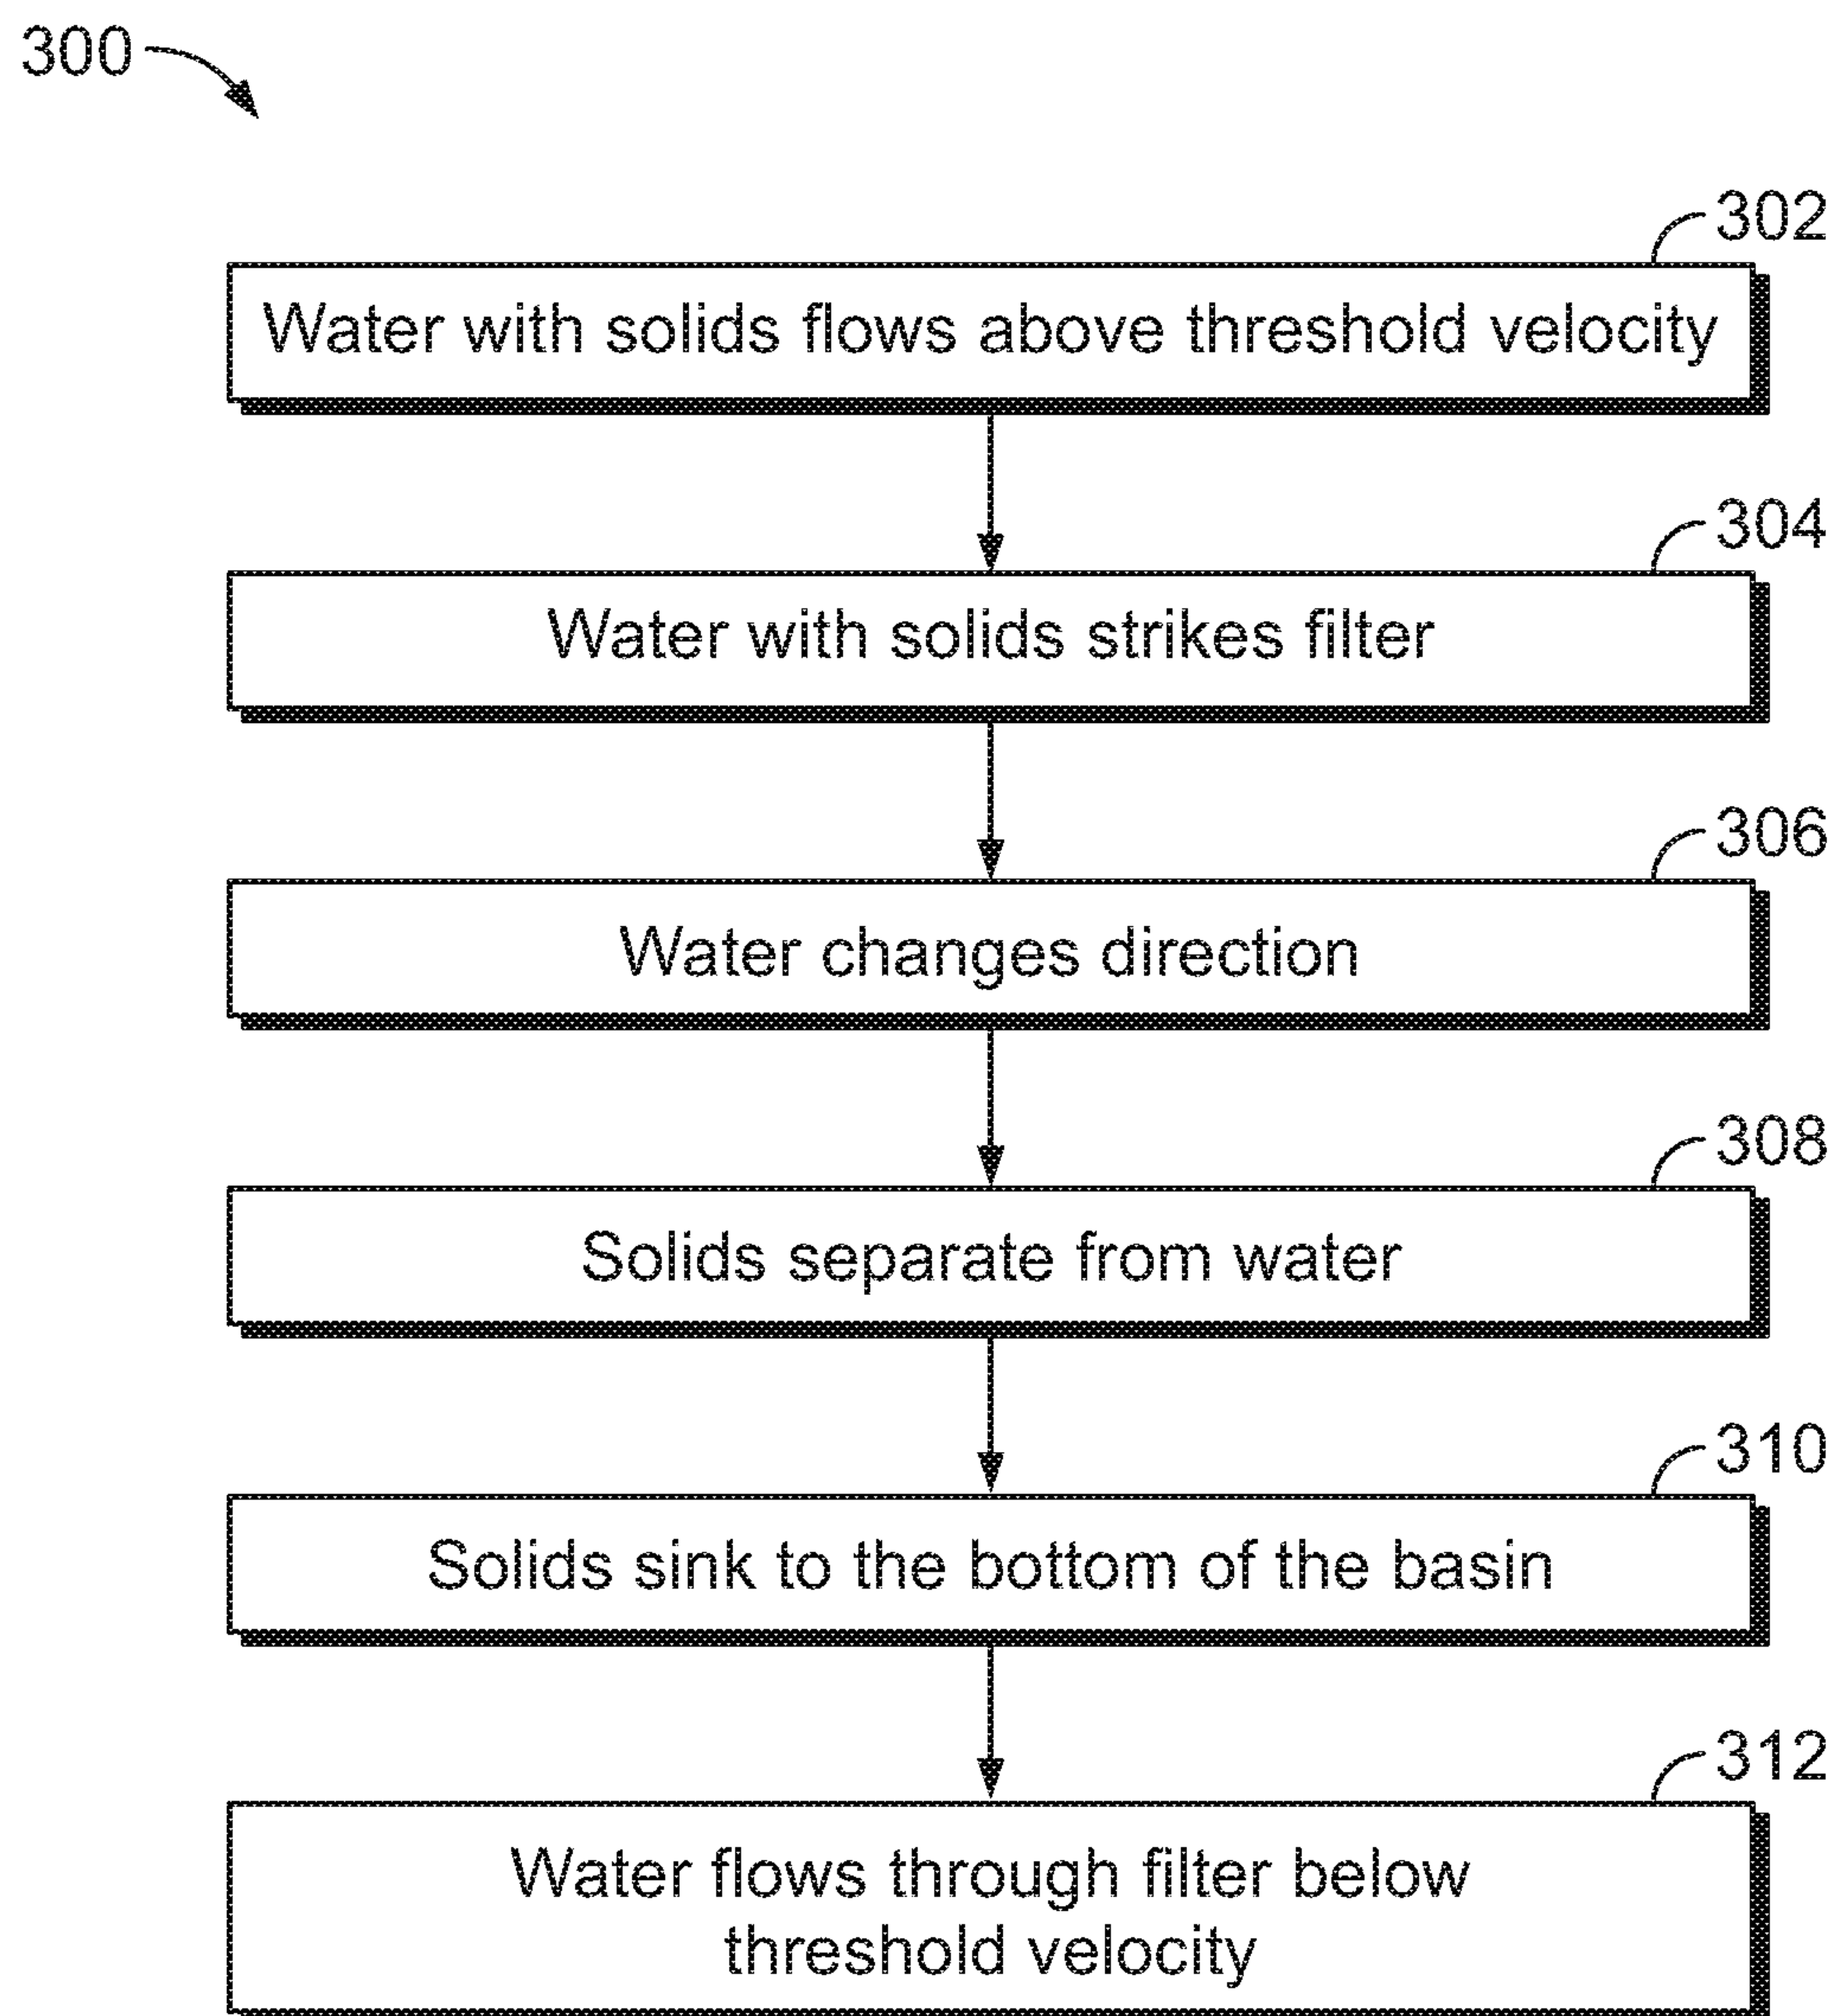 300
302
Water with solids flows above threshold velocity
304
Water with solids strikes filter
306
Water changes direction
308
Solids separate from water
310
Solids sink to the bottom of the basin
312
Water flows through filter below
threshold velocity